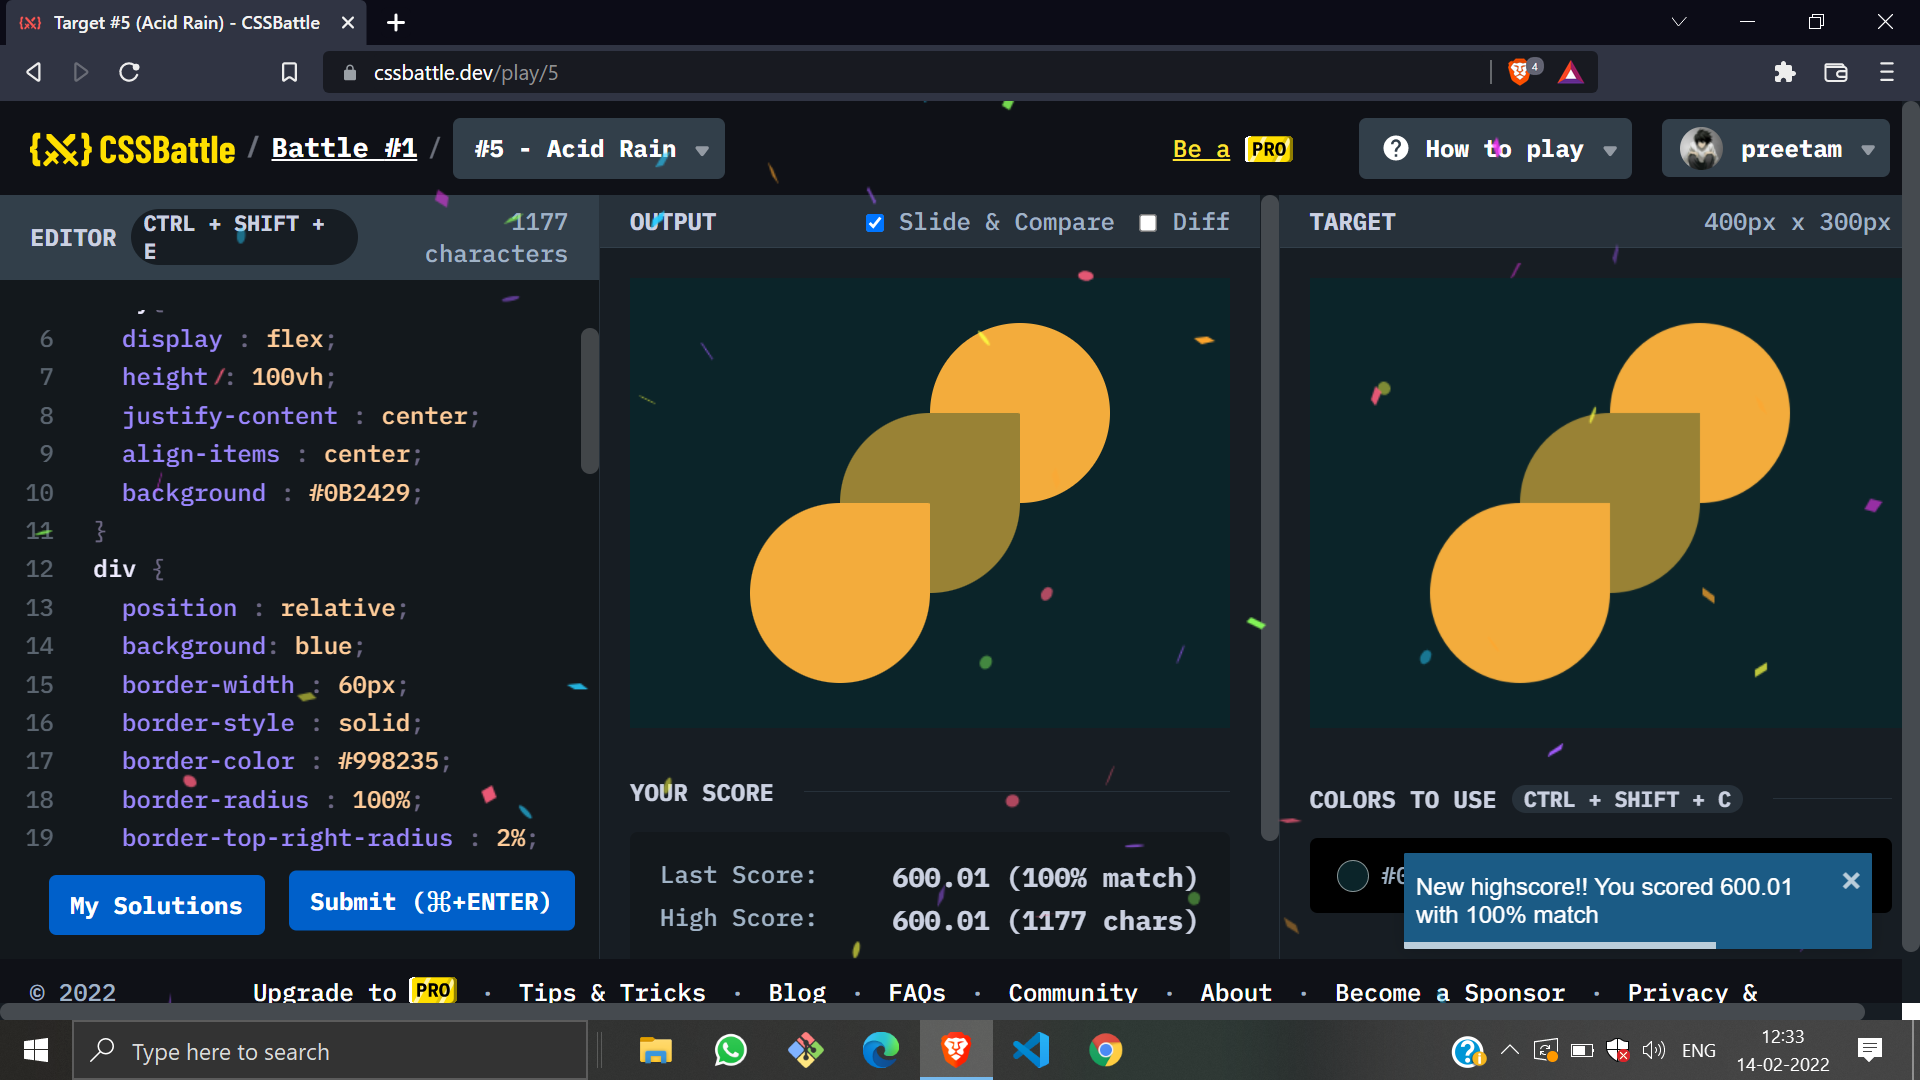 {X} Target #5 (Acid Rain) - CSSBattle
cssbattle.dev/play/5
4
{X} CSSBattle / Battle #1 / #5 - Acid Rain
Be a PRO
? How to play
preetam
EDITOR CTRL + SHIFT + E
1177 characters
OUTPUT
Slide & Compare
Diff
TARGET
400px x 300px
6 display : flex;
7 height : 100vh;
8 justify-content : center;
9 align-items : center;
10 background : #0B2429;
11 }
12 div {
13 position : relative;
14 background: blue;
15 border-width : 60px;
16 border-style : solid;
17 border-color : #998235;
18 border-radius : 100%;
19 border-top-right-radius : 2%;
My Solutions
Submit (⌘+ENTER)
YOUR SCORE
Last Score: 600.01 (100% match)
High Score: 600.01 (1177 chars)
COLORS TO USE CTRL + SHIFT + C
New highscore!! You scored 600.01
with 100% match
© 2022
Upgrade to PRO · Tips & Tricks · Blog · FAQs · Community · About · Become a Sponsor · Privacy &
Type here to search
ENG
12:33
14-02-2022